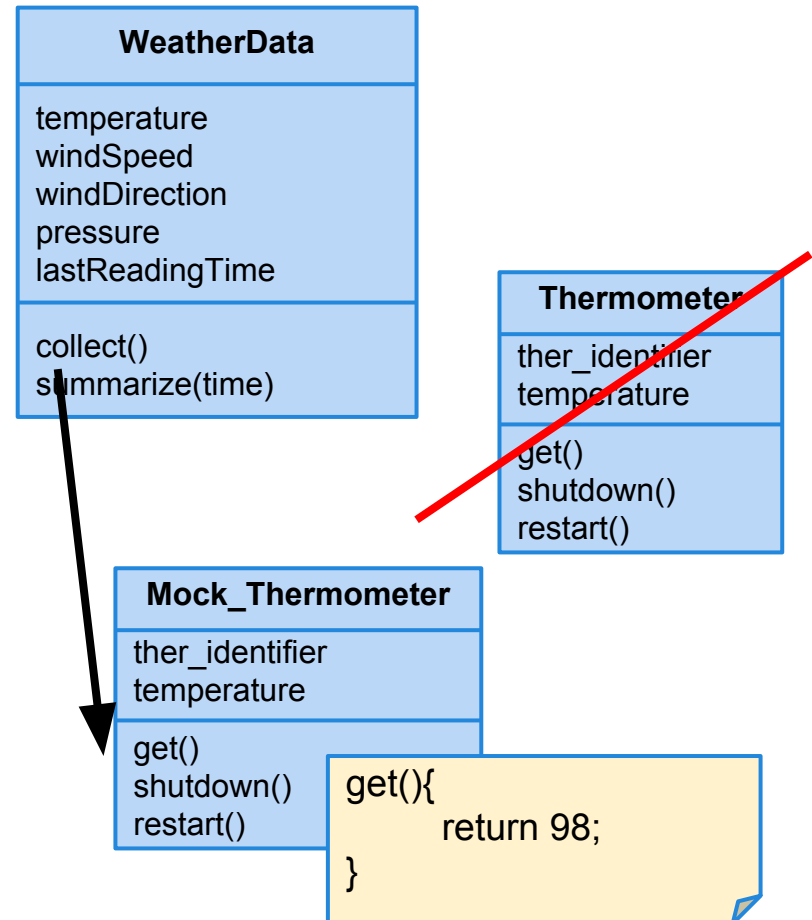 WeatherData
temperature
windSpeed
windDirection
pressure
lastReadingTime
collect()
summarize(time)
Thermometer
ther_identifier
temperature
get()
shutdown()
restart()
Mock_Thermometer
ther_identifier
temperature
get()
shutdown()
restart()
get(){
return 98;
}